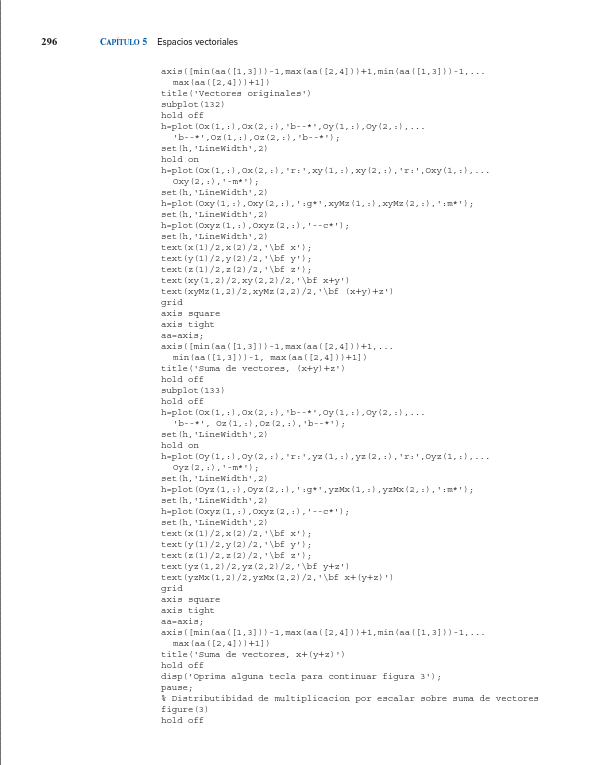 296 CAPÍTULO 5 Espacios vectoriales
axis([min(aa([1,3]))-1,max(aa([2,4]))+1,min(aa([1,3]))-1,...
max(aa([2,4]))+1])
title('Vectores originales')
subplot(132)
hold off
h=plot(Ox(1,:),Ox(2,:),'b--*',Oy(1,:),Oy(2,:),...
'b--*',Oz(1,:),Oz(2,:),'b--*');
set(h,'LineWidth',2)
hold on
h=plot(Ox(1,:),Ox(2,:),'r:',xy(1,:),xy(2,:),'r:',Oxy(1,:),...
Oxy(2,:),'-m*');
set(h,'LineWidth',2)
h=plot(Oxy(1,:),Oxy(2,:),':g*',xyMz(1,:),xyMz(2,:),':m*');
set(h,'LineWidth',2)
h=plot(Oxyz(1,:),Oxyz(2,:),'--c*');
set(h,'LineWidth',2)
text(x(1)/2,x(2)/2,'\bf x');
text(y(1)/2,y(2)/2,'\bf y');
text(z(1)/2,z(2)/2,'\bf z');
text(xy(1,2)/2,xy(2,2)/2,'\bf x+y')
text(xyMz(1,2)/2,xyMz(2,2)/2,'\bf (x+y)+z')
grid
axis square
axis tight
aa=axis;
axis([min(aa([1,3]))-1,max(aa([2,4]))+1,...
min(aa([1,3]))-1, max(aa([2,4]))+1])
title('Suma de vectores, (x+y)+z')
hold off
subplot(133)
hold off
h=plot(Ox(1,:),Ox(2,:),'b--*',Oy(1,:),Oy(2,:),...
'b--*', Oz(1,:),Oz(2,:),'b--*');
set(h,'LineWidth',2)
hold on
h=plot(Oy(1,:),Oy(2,:),'r:',yz(1,:),yz(2,:),'r:',Oyz(1,:),...
Oyz(2,:),'-m*');
set(h,'LineWidth',2)
h=plot(Oyz(1,:),Oyz(2,:),':g*',yzMx(1,:),yzMx(2,:),':m*');
set(h,'LineWidth',2)
h=plot(Oxyz(1,:),Oxyz(2,:),'--c*');
set(h,'LineWidth',2)
text(x(1)/2,x(2)/2,'\bf x');
text(y(1)/2,y(2)/2,'\bf y');
text(z(1)/2,z(2)/2,'\bf z');
text(yz(1,2)/2,yz(2,2)/2,'\bf y+z')
text(yzMx(1,2)/2,yzMx(2,2)/2,'\bf x+(y+z)')
grid
axis square
axis tight
aa=axis;
axis([min(aa([1,3]))-1,max(aa([2,4]))+1,min(aa([1,3]))-1,...
max(aa([2,4]))+1])
title('Suma de vectores, x+(y+z)')
hold off
disp('Oprima alguna tecla para continuar figura 3');
pause;
% Distributibidad de multiplicacion por escalar sobre suma de vectores
figure(3)
hold off